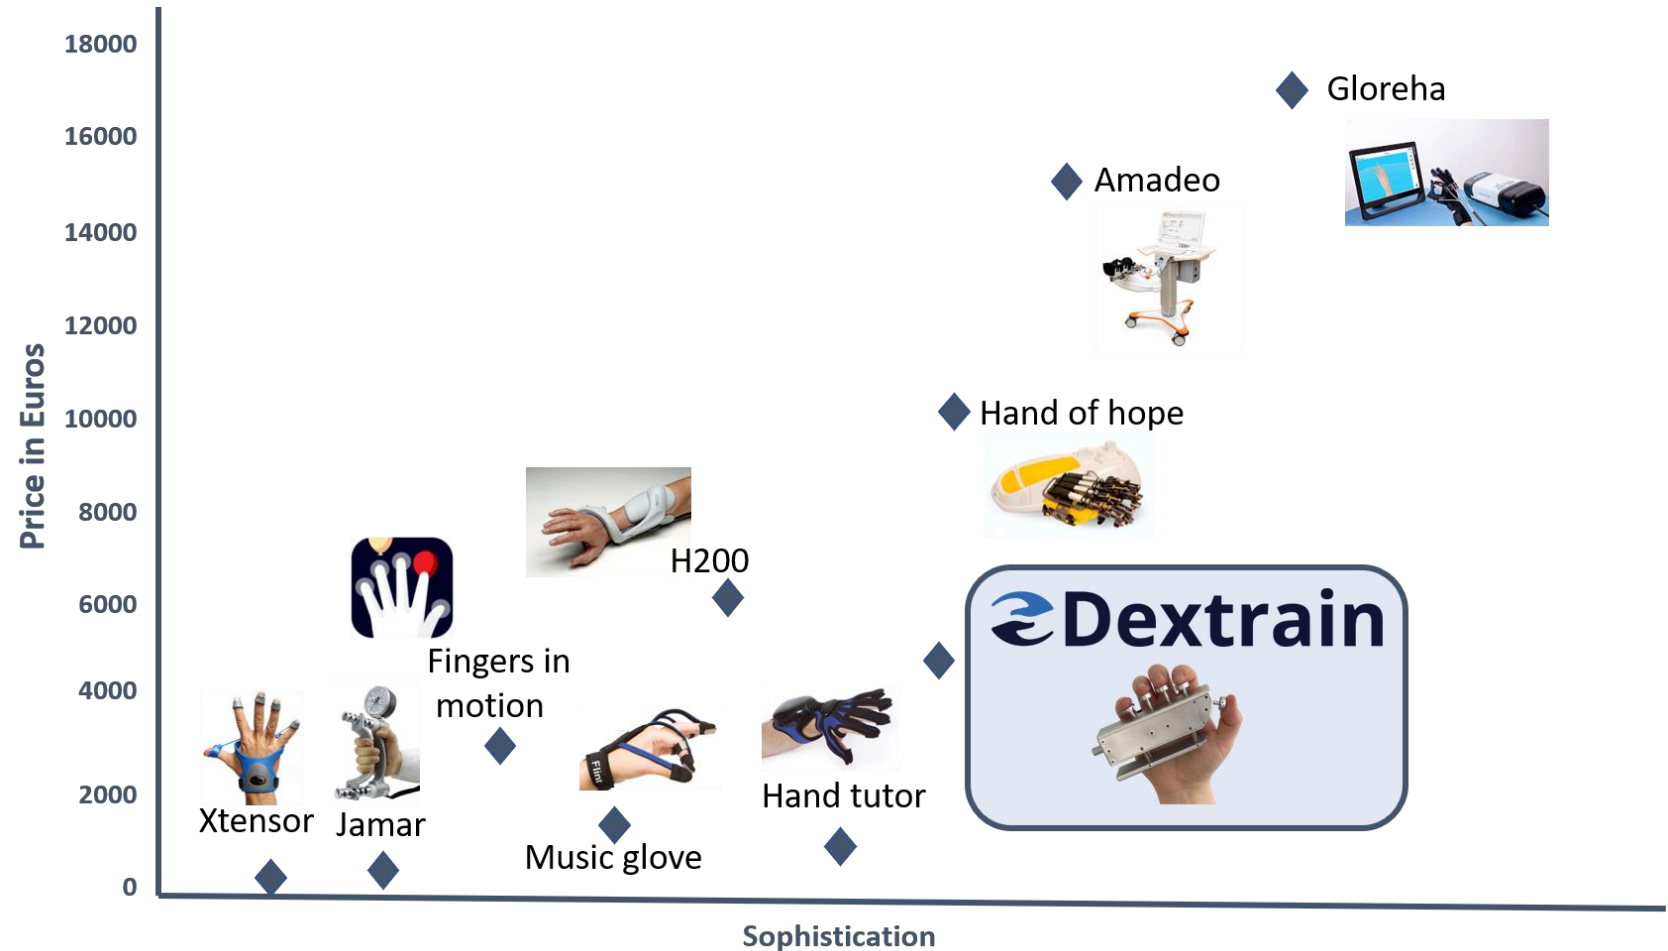 18000
16000
14000
12000
10000
8000
6000
4000
2000
0
Price in Euros
Sophistication
Gloreha
Amadeo
Hand of hope
H200
Dextrain
Fingers in
motion
Flint
Xtensor
Jamar
Music glove
Hand tutor